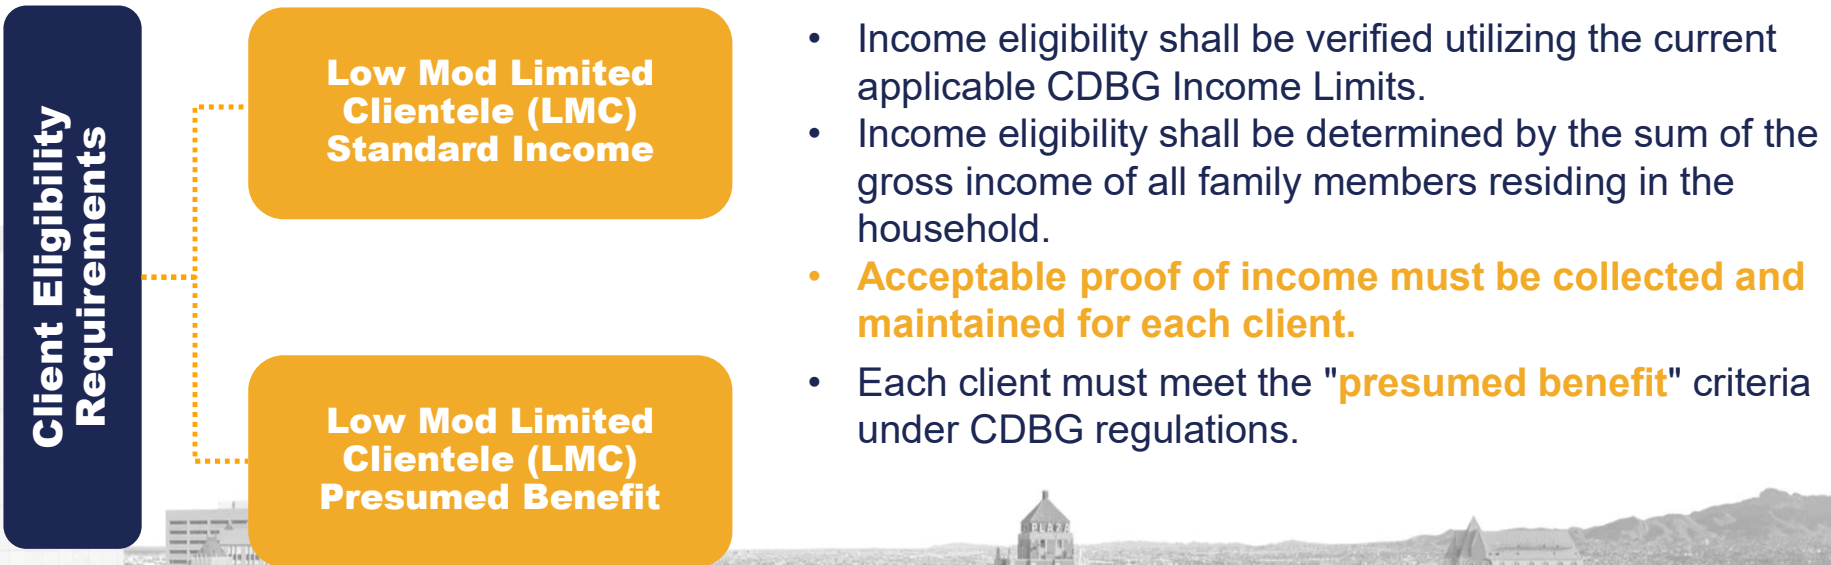 Client Eligibility
Requirements
Low Mod Limited
Clientele (LMC)
Standard Income
• Income eligibility shall be verified utilizing the current
applicable CDBG Income Limits.
• Income eligibility shall be determined by the sum of the
gross income of all family members residing in the
household.
• Acceptable proof of income must be collected and
maintained for each client.
Low Mod Limited
Clientele (LMC)
Presumed Benefit
• Each client must meet the "presumed benefit" criteria
under CDBG regulations.
PLAZA